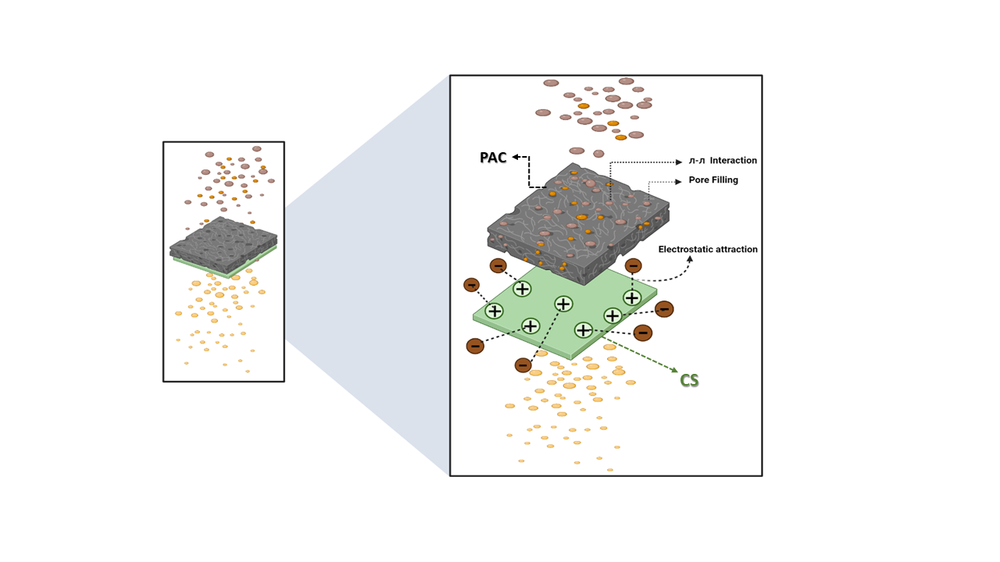 PAC
л-л Interaction
Pore Filling
Electrostatic attraction
CS